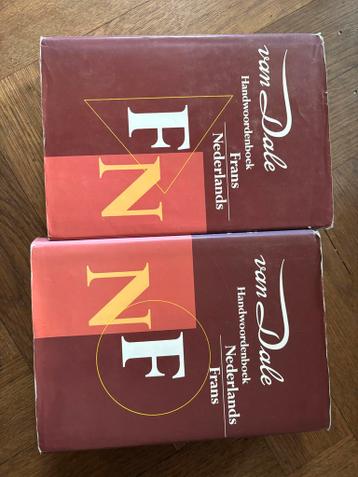 van Dale
Handwoordenboek
Frans
Nederlands
F
N
van Dale
Handwoordenboek
Nederlands
Frans
N
F